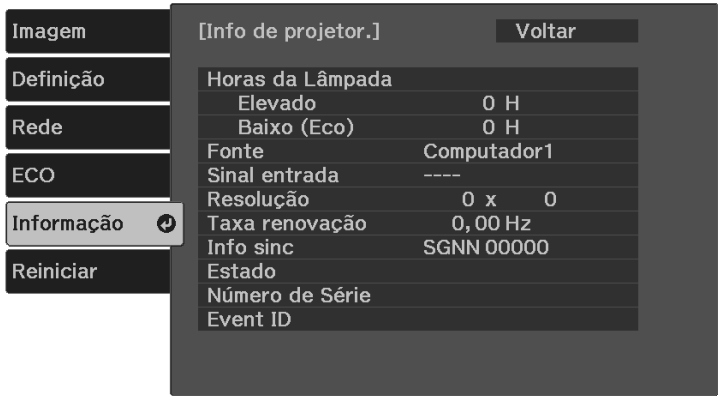 Imagem
Definição
Rede
ECO
Informação
Reiniciar
[Info de projetor.] Voltar
Horas da Lâmpada
Elevado 0 H
Baixo (Eco) 0 H
Fonte Computador1
Sinal entrada ----
Resolução 0 x 0
Taxa renovação 0,00 Hz
Info sinc SGNN 00000
Estado
Número de Série
Event ID